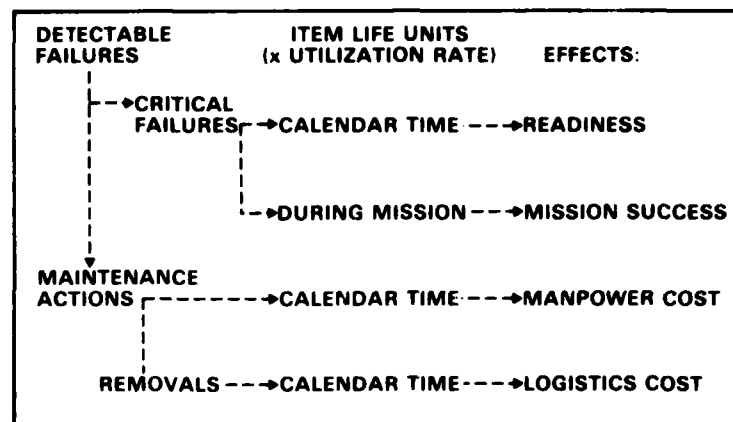 DETECTABLE ITEM LIFE UNITS
FAILURES (x UTILIZATION RATE) EFFECTS:
CRITICAL
FAILURES CALENDAR TIME READINESS
DURING MISSION MISSION SUCCESS
MAINTENANCE
ACTIONS CALENDAR TIME MANPOWER COST
REMOVALS CALENDAR TIME LOGISTICS COST